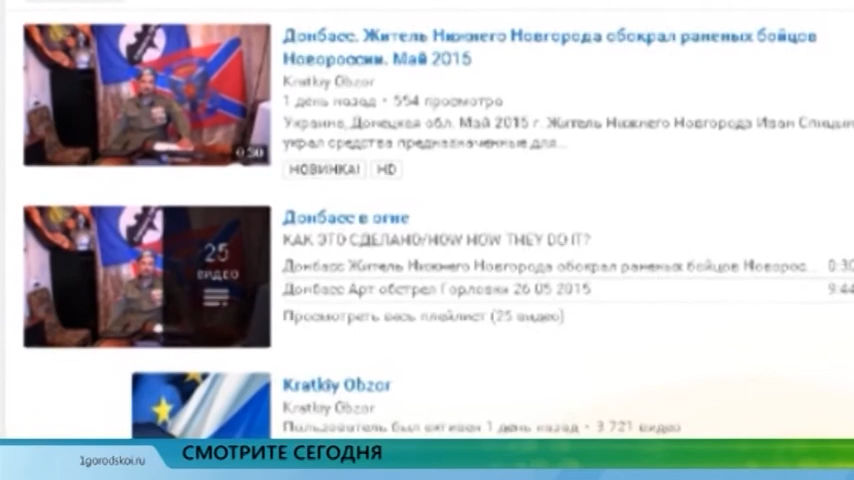 Донбасс. Житель Нижнего Новгорода обокрал раненых бойцов
Новороссии. Май 2015
Kratkiy Obzor
1 день назад • 554 просмотра
Украина, Донецкая обл. Май 2015 г. Житель Нижнего Новгорода Иван
украл средства предназначенные для...
НОВИНКА! HD
0:30
Донбасс в огне
КАК ЭТО СДЕЛАНО/HOW HOW THEY DO IT?
25
ВИДЕО
Донбасс Житель Нижнего Новгорода обокрал раненых бойцов Новорос... 0:30
Донбасс Арт обстрел Горловки 26 05 2015 9:44
Просмотреть весь плейлист (25 видео)
Kratkiy Obzor
Kratkiy Obzor
Пользователь был активен 1 день назад • 3 721 видео
1gorodskoi.ru
СМОТРИТЕ СЕГОДНЯ